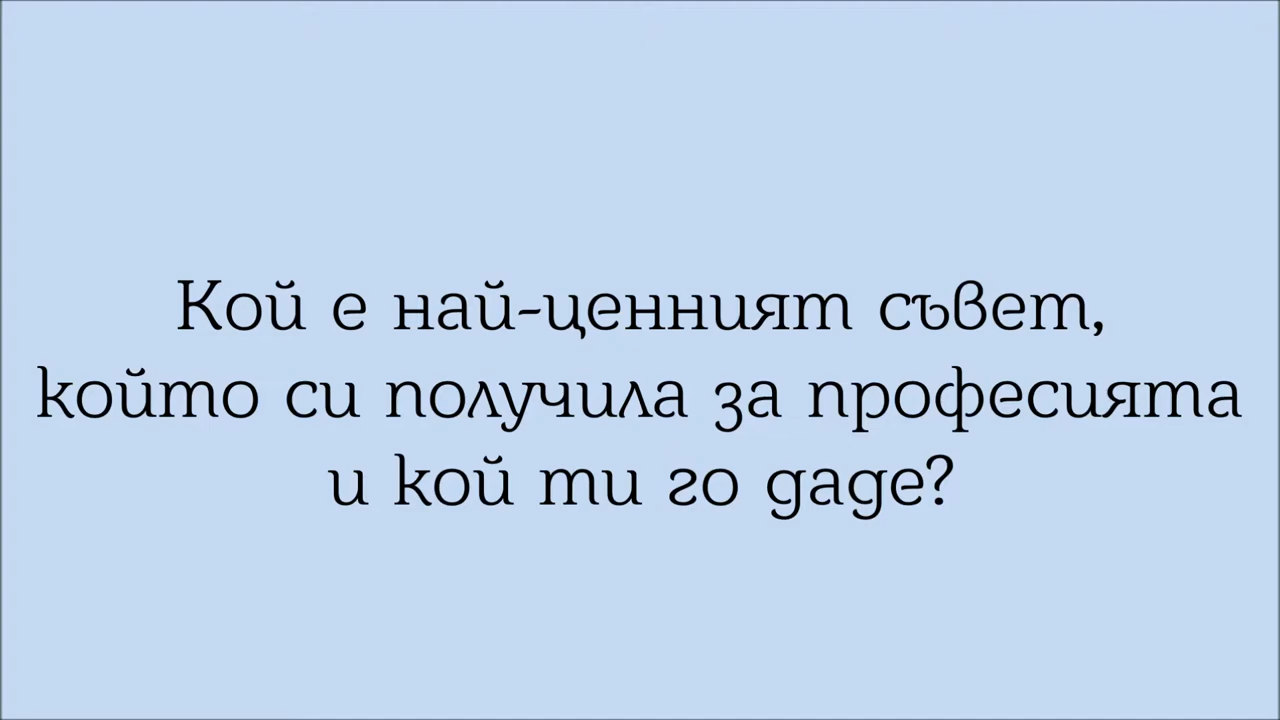 Кой е най-ценният съвет,
който си получила за професията
и кой ти го даде?